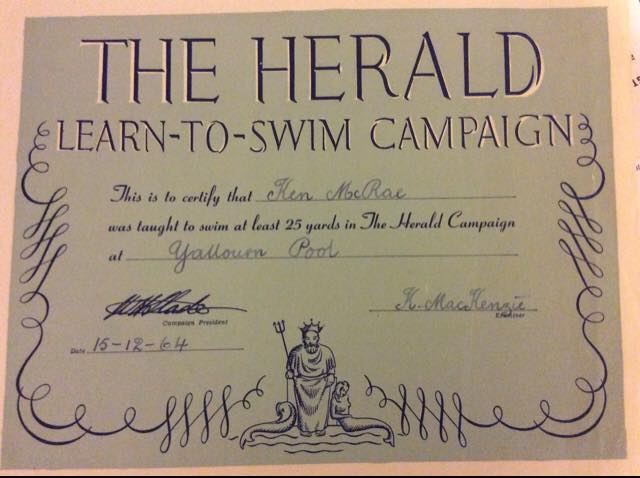 THE HERALD
LEARN-TO-SWIM CAMPAIGN
This is to certify that Ken McRae
was taught to swim at least 25 yards in The Herald Campaign
at Yallourn Pool
K. MacKenzie
Campaign President
Examiner
Date 15-12-64